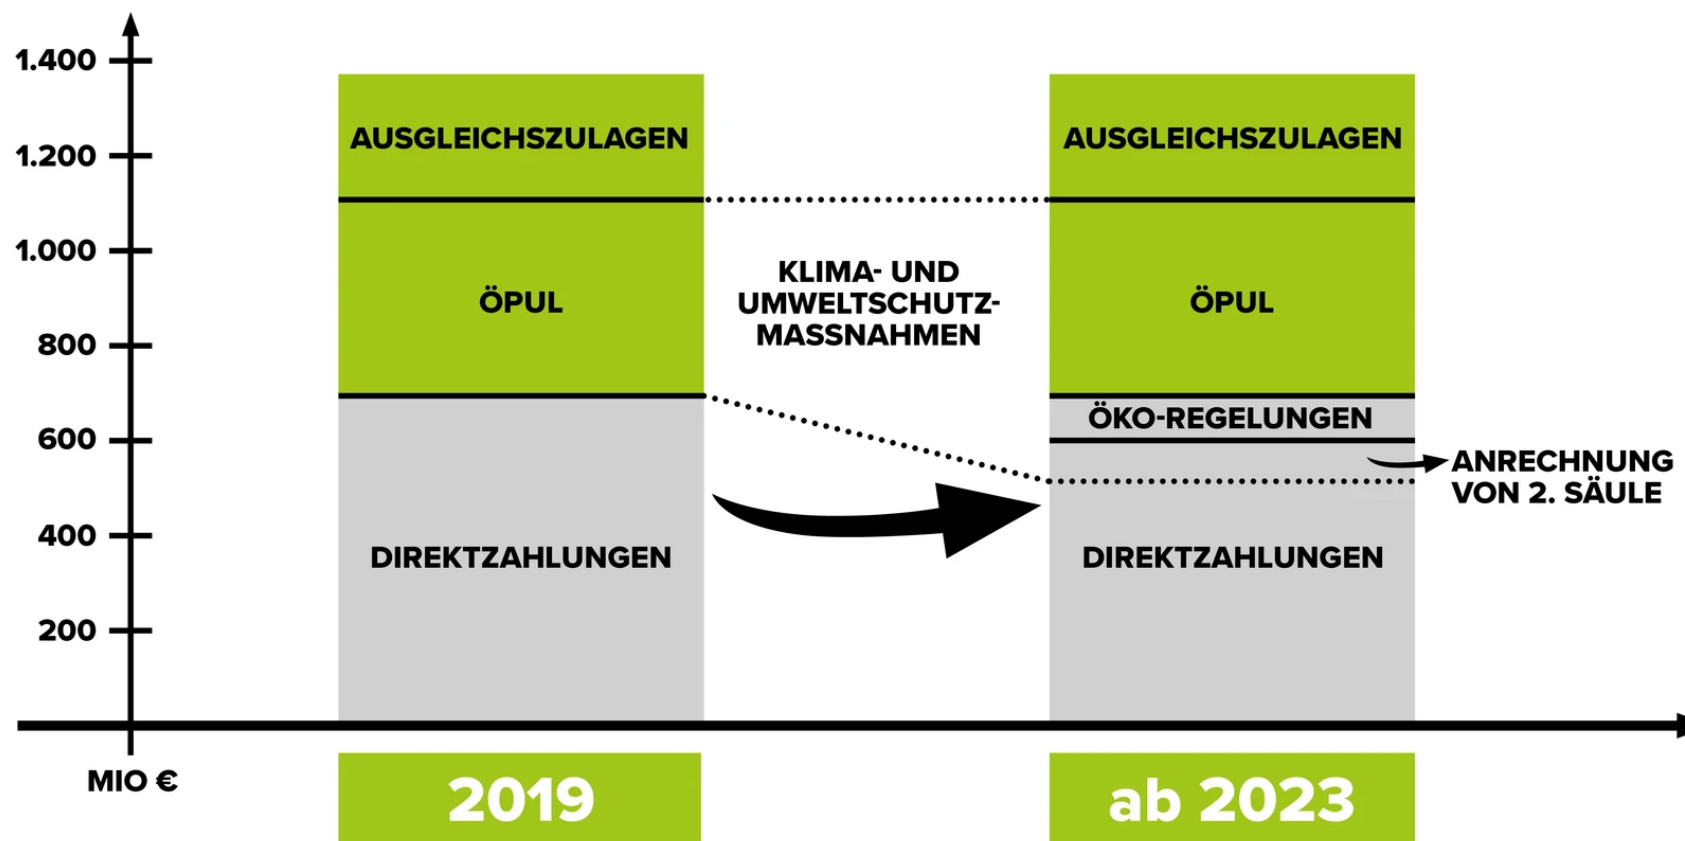 1.400
1.200
1.000
800
600
400
200
MIO €
AUSGLEICHSZULAGEN
ÖPUL
DIREKTZAHLUNGEN
2019
KLIMA- UND
UMWELTSCHUTZ-
MASSNAHMEN
AUSGLEICHSZULAGEN
ÖPUL
ÖKO-REGELUNGEN
DIREKTZAHLUNGEN
ab 2023
ANRECHNUNG
VON 2. SÄULE